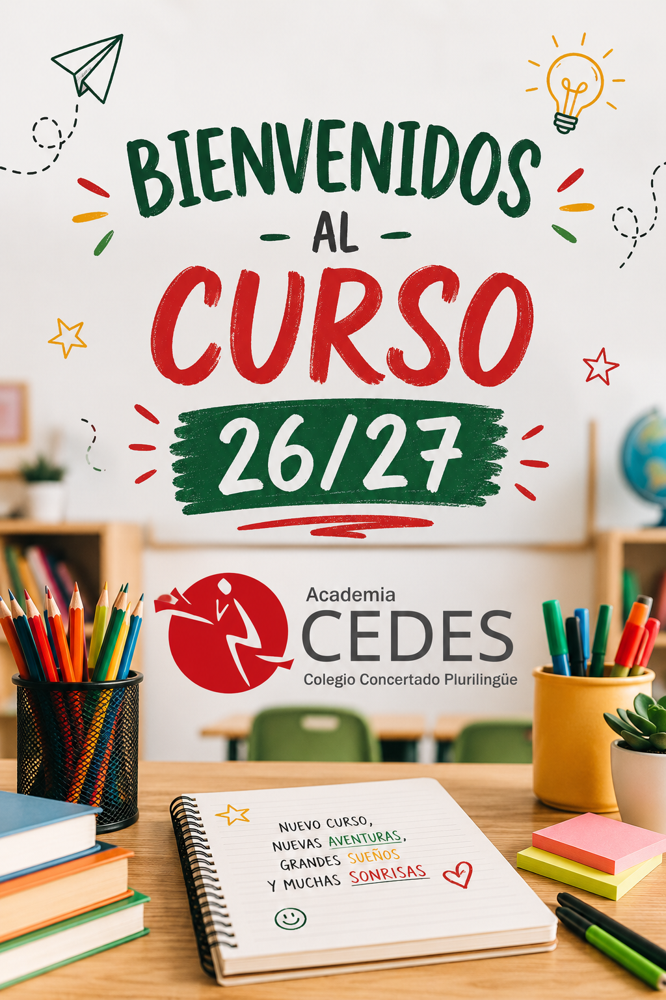 BIENVENIDOS
AL
CURSO
26/27
Academia
CEDES
Colegio Concertado Plurilingüe
NUEVO CURSO,
NUEVAS AVENTURAS,
GRANDES SUEÑOS
Y MUCHAS SONRISAS